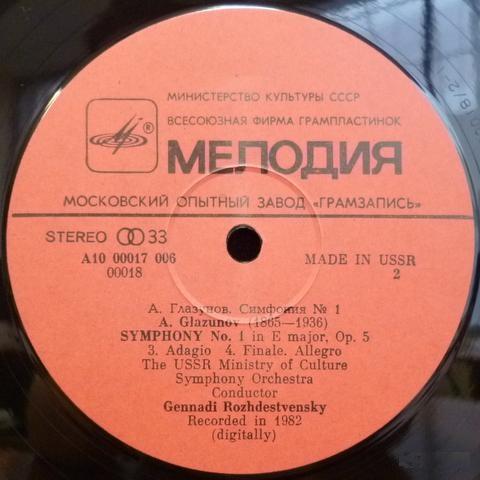 МИНИСТЕРСТВО КУЛЬТУРЫ СССР
®
ВСЕСОЮЗНАЯ ФИРМА ГРАМПЛАСТИНОК
МЕЛОДИЯ
МОСКОВСКИЙ ОПЫТНЫЙ ЗАВОД «ГРАМЗАПИСЬ»
STEREO 33
A10 00017 006
00018
MADE IN USSR
2
А. Глазунов. Симфония № 1
A. Glazunov (1865—1936)
SYMPHONY No. 1 in E major, Op. 5
3. Adagio 4. Finale. Allegro
The USSR Ministry of Culture
Symphony Orchestra
Conductor
Gennadi Rozhdestvensky
Recorded in 1982
(digitally)